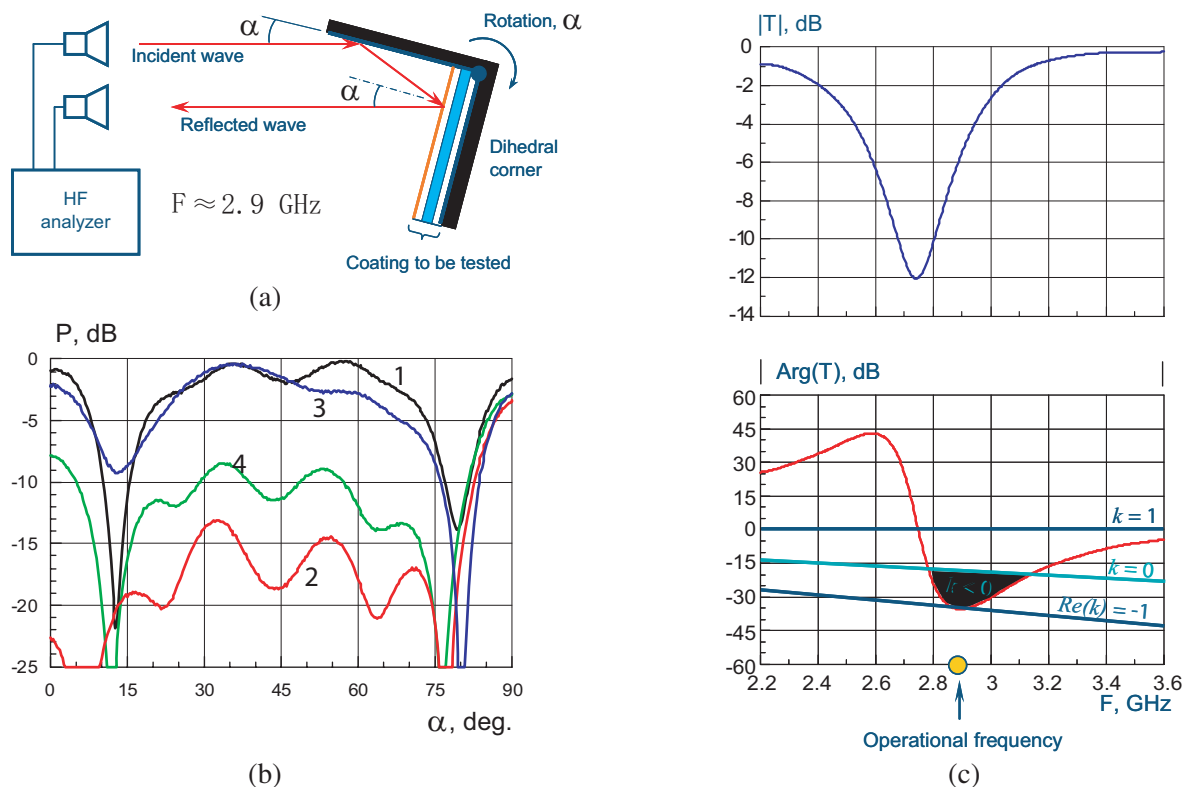 α
Incident wave
Rotation, α
α
Reflected wave
Dihedral
corner
HF
analyzer
F ≈ 2.9 GHz
Coating to be tested
(a)
P, dB
0
-5
-10
-15
-20
-25
1
3
4
2
0 15 30 45 60 75 90
α, deg.
(b)
|T|, dB
0
-2
-4
-6
-8
-10
-12
-14
Arg(T), dB
60
45
30
15
0
-15
-30
-45
-60
k = 1
k = 0
k < 0
Re(k) = -1
2.2 2.4 2.6 2.8 3 3.2 3.4 3.6
F, GHz
Operational frequency
(c)